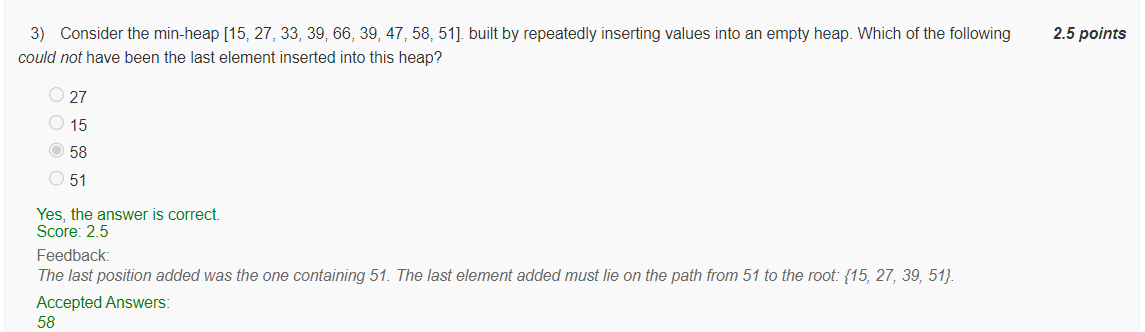 3) Consider the min-heap [15, 27, 33, 39, 66, 39, 47, 58, 51]. built by repeatedly inserting values into an empty heap. Which of the following 2.5 points
could not have been the last element inserted into this heap?
27
15
58
51
Yes, the answer is correct.
Score: 2.5
Feedback:
The last position added was the one containing 51. The last element added must lie on the path from 51 to the root: {15, 27, 39, 51}.
Accepted Answers:
58